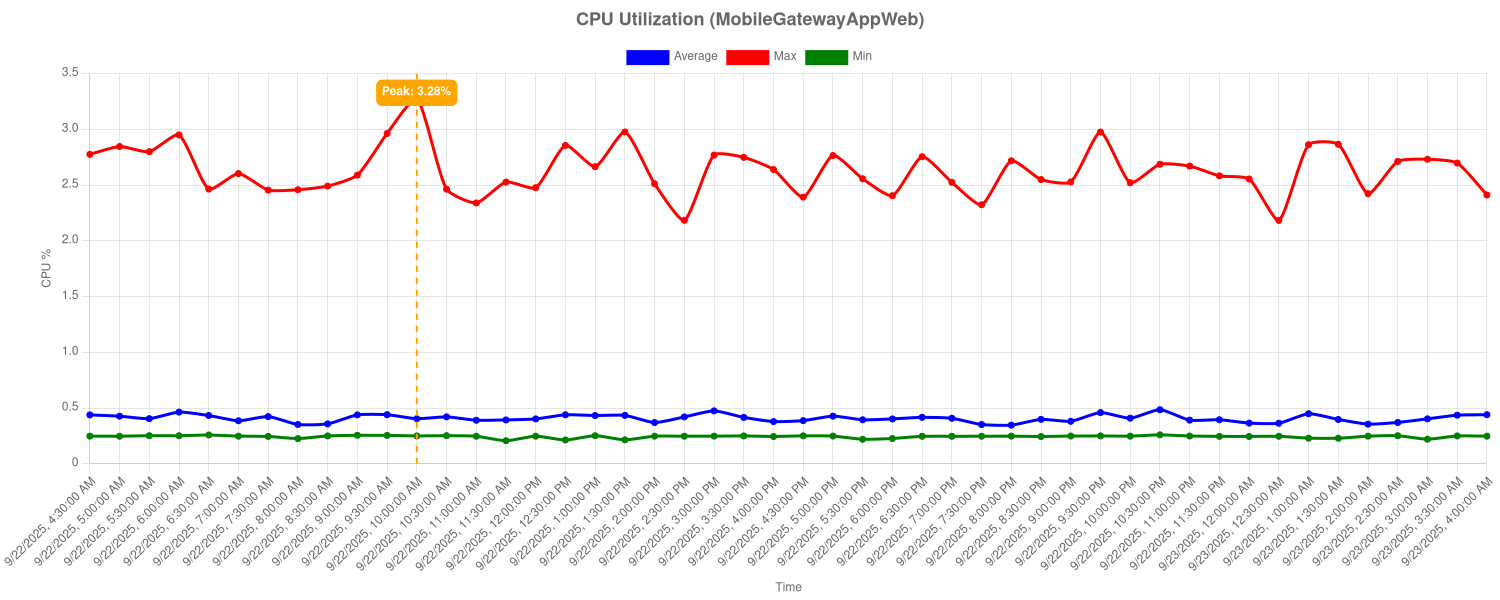 CPU Utilization (MobileGatewayAppWeb)
Average Max Min
Peak: 3.28%
3.5
3.0
2.5
2.0
1.5
1.0
0.5
0
CPU %
9/22/2025, 4:30:00 AM
9/22/2025, 5:00:00 AM
9/22/2025, 5:30:00 AM
9/22/2025, 6:00:00 AM
9/22/2025, 6:30:00 AM
9/22/2025, 7:00:00 AM
9/22/2025, 7:30:00 AM
9/22/2025, 8:00:00 AM
9/22/2025, 8:30:00 AM
9/22/2025, 9:00:00 AM
9/22/2025, 9:30:00 AM
9/22/2025, 10:00:00 AM
9/22/2025, 10:30:00 AM
9/22/2025, 11:00:00 AM
9/22/2025, 11:30:00 AM
9/22/2025, 12:00:00 PM
9/22/2025, 12:30:00 PM
9/22/2025, 1:00:00 PM
9/22/2025, 1:30:00 PM
9/22/2025, 2:00:00 PM
9/22/2025, 2:30:00 PM
9/22/2025, 3:00:00 PM
9/22/2025, 3:30:00 PM
9/22/2025, 4:00:00 PM
9/22/2025, 4:30:00 PM
9/22/2025, 5:00:00 PM
9/22/2025, 5:30:00 PM
9/22/2025, 6:00:00 PM
9/22/2025, 6:30:00 PM
9/22/2025, 7:00:00 PM
9/22/2025, 7:30:00 PM
9/22/2025, 8:00:00 PM
9/22/2025, 8:30:00 PM
9/22/2025, 9:00:00 PM
9/22/2025, 9:30:00 PM
9/22/2025, 10:00:00 PM
9/22/2025, 10:30:00 PM
9/22/2025, 11:00:00 PM
9/22/2025, 11:30:00 PM
9/23/2025, 12:00:00 AM
9/23/2025, 12:30:00 AM
9/23/2025, 1:00:00 AM
9/23/2025, 1:30:00 AM
9/23/2025, 2:00:00 AM
9/23/2025, 2:30:00 AM
9/23/2025, 3:00:00 AM
9/23/2025, 3:30:00 AM
9/23/2025, 4:00:00 AM
Time